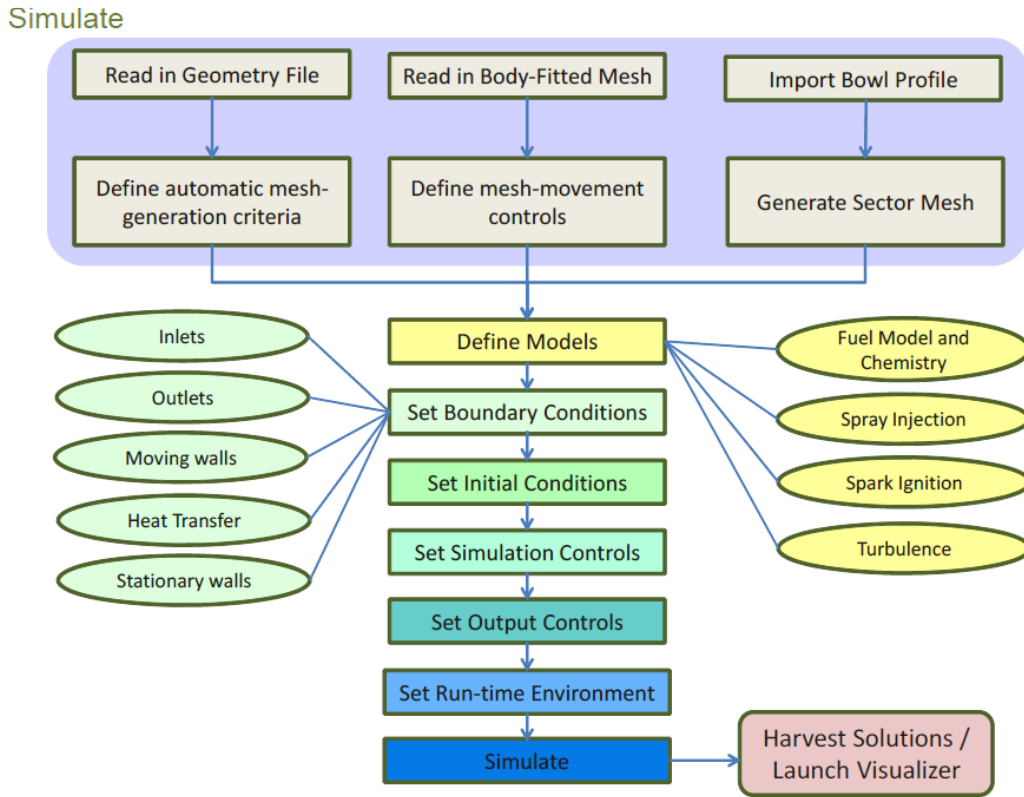 Simulate
Read in Geometry File
Read in Body-Fitted Mesh
Import Bowl Profile
Define automatic mesh-
generation criteria
Define mesh-movement
controls
Generate Sector Mesh
Inlets
Outlets
Moving walls
Heat Transfer
Stationary walls
Define Models
Set Boundary Conditions
Set Initial Conditions
Set Simulation Controls
Set Output Controls
Set Run-time Environment
Simulate
Fuel Model and
Chemistry
Spray Injection
Spark Ignition
Turbulence
Harvest Solutions /
Launch Visualizer